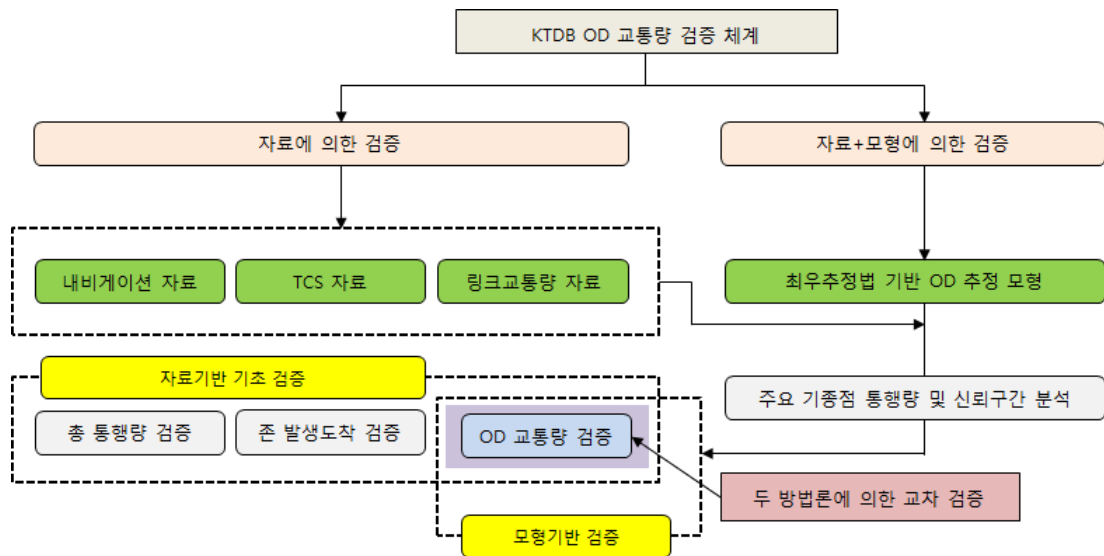 KTDB OD 교통량 검증 체계
자료에 의한 검증
자료+모형에 의한 검증
내비게이션 자료
TCS 자료
링크교통량 자료
최우추정법 기반 OD 추정 모형
자료기반 기초 검증
주요 기종점 통행량 및 신뢰구간 분석
총 통행량 검증
존 발생도착 검증
OD 교통량 검증
두 방법론에 의한 교차 검증
모형기반 검증